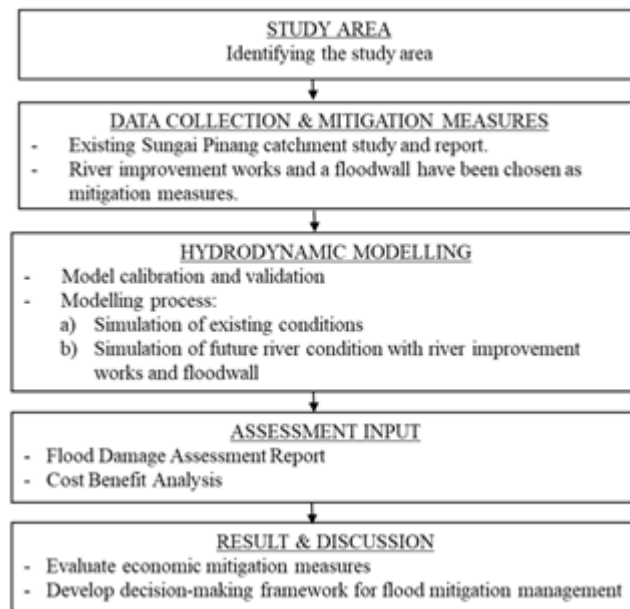 STUDY AREA
Identifying the study area
DATA COLLECTION & MITIGATION MEASURES
- Existing Sungai Pinang catchment study and report.
- River improvement works and a floodwall have been chosen as
mitigation measures.
HYDRODYNAMIC MODELLING
- Model calibration and validation
- Modelling process:
a) Simulation of existing conditions
b) Simulation of future river condition with river improvement
works and floodwall
ASSESSMENT INPUT
- Flood Damage Assessment Report
- Cost Benefit Analysis
RESULT & DISCUSSION
- Evaluate economic mitigation measures
- Develop decision-making framework for flood mitigation management